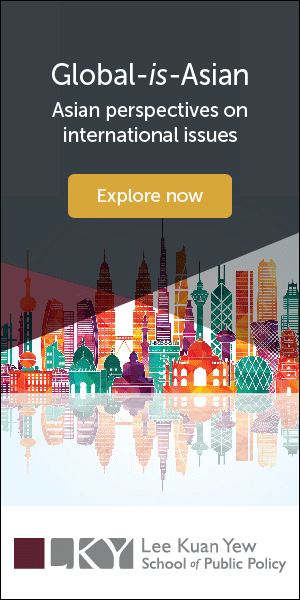 Global-is-Asian
Asian perspectives on
international issues
Explore now
LKY
Lee Kuan Yew
School of Public Policy